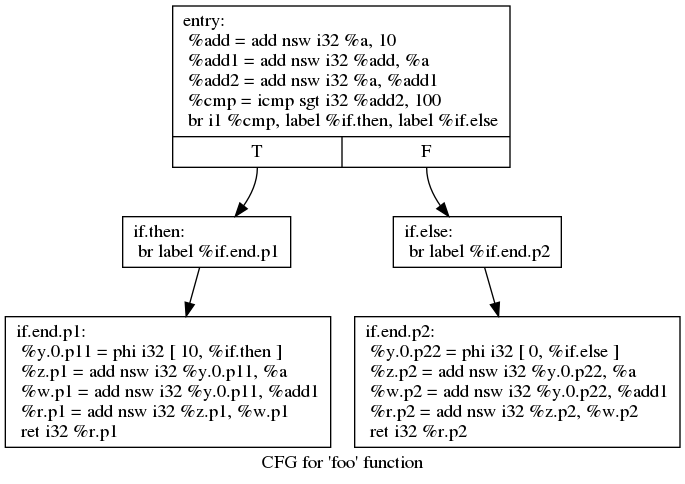 entry:
%add = add nsw i32 %a, 10
%add1 = add nsw i32 %add, %a
%add2 = add nsw i32 %a, %add1
%cmp = icmp sgt i32 %add2, 100
br i1 %cmp, label %if.then, label %if.else
T
F
if.then:
br label %if.end.p1
if.else:
br label %if.end.p2
if.end.p1:
%y.0.p11 = phi i32 [ 10, %if.then ]
%z.p1 = add nsw i32 %y.0.p11, %a
%w.p1 = add nsw i32 %y.0.p11, %add1
%r.p1 = add nsw i32 %z.p1, %w.p1
ret i32 %r.p1
if.end.p2:
%y.0.p22 = phi i32 [ 0, %if.else ]
%z.p2 = add nsw i32 %y.0.p22, %a
%w.p2 = add nsw i32 %y.0.p22, %add1
%r.p2 = add nsw i32 %z.p2, %w.p2
ret i32 %r.p2
CFG for 'foo' function